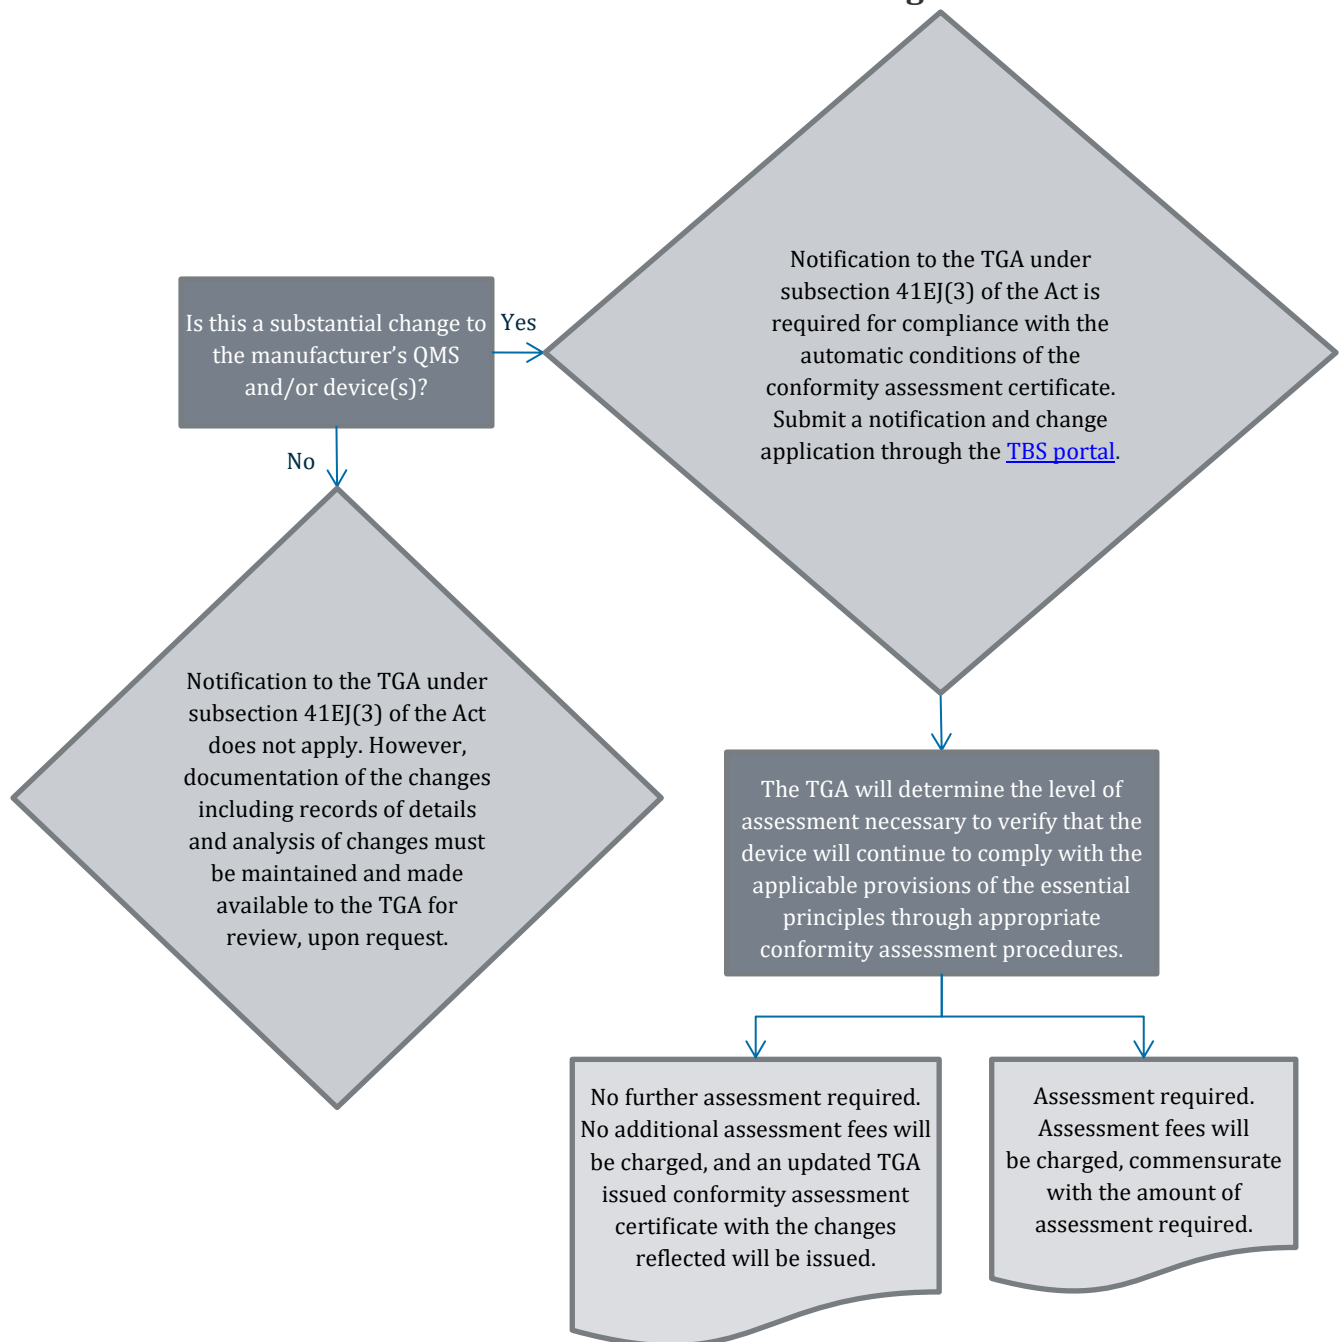 Is this a substantial change to
the manufacturer’s QMS
and/or device(s)?
Yes
No
Notification to the TGA under
subsection 41EJ(3) of the Act is
required for compliance with the
automatic conditions of the
conformity assessment certificate.
Submit a notification and change
application through the TBS portal.
Notification to the TGA under
subsection 41EJ(3) of the Act
does not apply. However,
documentation of the changes
including records of details
and analysis of changes must
be maintained and made
available to the TGA for
review, upon request.
The TGA will determine the level of
assessment necessary to verify that the
device will continue to comply with the
applicable provisions of the essential
principles through appropriate
conformity assessment procedures.
No further assessment required.
No additional assessment fees will
be charged, and an updated TGA
issued conformity assessment
certificate with the changes
reflected will be issued.
Assessment required.
Assessment fees will
be charged, commensurate
with the amount of
assessment required.